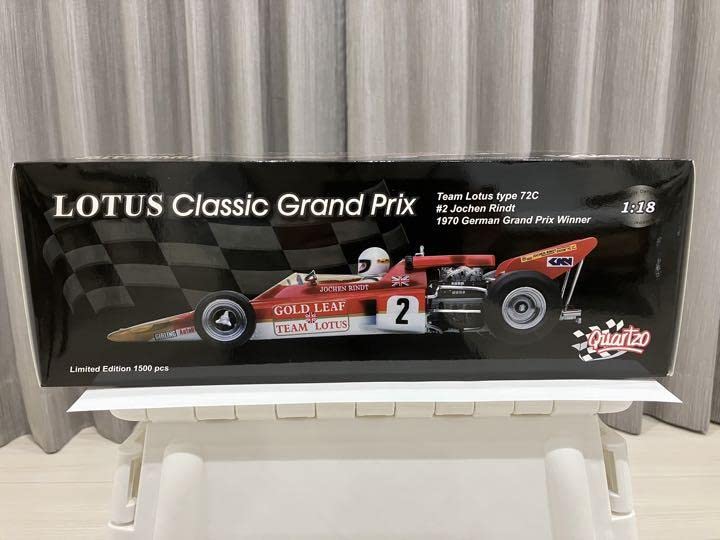 LOTUS Classic Grand Prix
Team Lotus type 72C
#2 Jochen Rindt
1970 German Grand Prix Winner
1:18
JOCHEN RINDT
GOLD LEAF
TEAM LOTUS
2
GKN
Quartzo
Limited Edition 1500 pcs